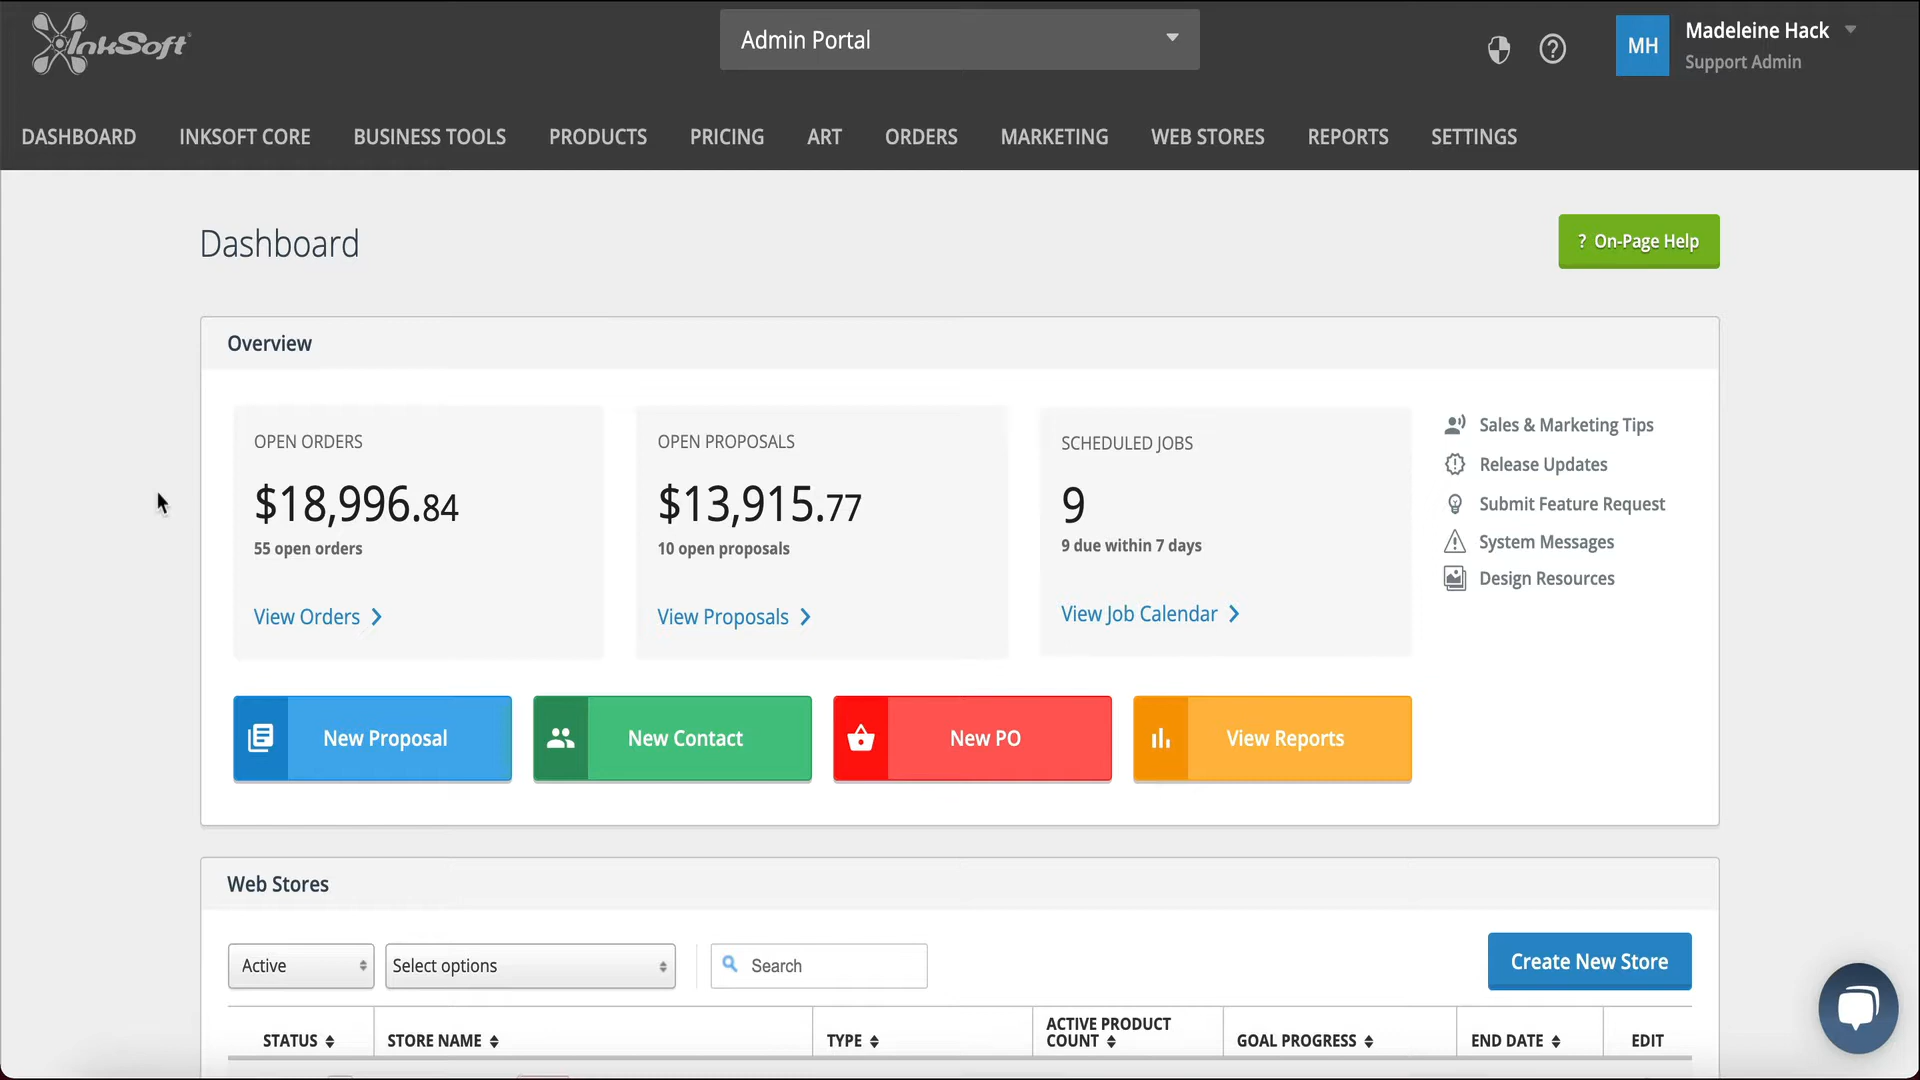 InkSoft
Admin Portal
MH
Madeleine Hack
Support Admin
DASHBOARD INKSOFT CORE BUSINESS TOOLS PRODUCTS PRICING ART ORDERS MARKETING WEB STORES REPORTS SETTINGS
Dashboard
? On-Page Help
Overview
OPEN ORDERS
$18,996.84
55 open orders
View Orders
OPEN PROPOSALS
$13,915.77
10 open proposals
View Proposals
SCHEDULED JOBS
9
9 due within 7 days
View Job Calendar
Sales & Marketing Tips
Release Updates
Submit Feature Request
System Messages
Design Resources
New Proposal
New Contact
New PO
View Reports
Web Stores
Active
Select options
Search
Create New Store
STATUS
STORE NAME
TYPE
ACTIVE PRODUCT
COUNT
GOAL PROGRESS
END DATE
EDIT